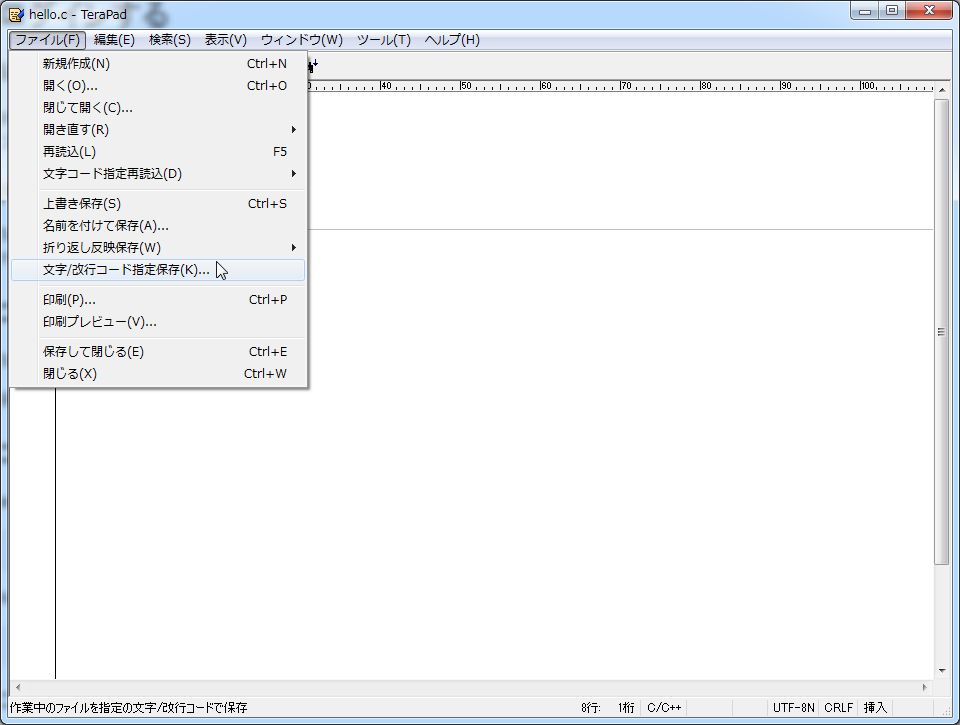 hello.c - TeraPad
ファイル(F) 編集(E) 検索(S) 表示(V) ウィンドウ(W) ツール(T) ヘルプ(H)
新規作成(N) Ctrl+N
開く(O)... Ctrl+O
閉じて開く(C)...
開き直す(R)
再読込(L) F5
文字コード指定再読込(D)
上書き保存(S) Ctrl+S
名前を付けて保存(A)...
折り返し反映保存(W)
文字/改行コード指定保存(K)...
印刷(P)... Ctrl+P
印刷プレビュー(V)...
保存して閉じる(E) Ctrl+E
閉じる(X) Ctrl+W
40 50 60 70 80 90 100
作業中のファイルを指定の文字/改行コードで保存 8行: 1桁 C/C++ UTF-8N CRLF 挿入